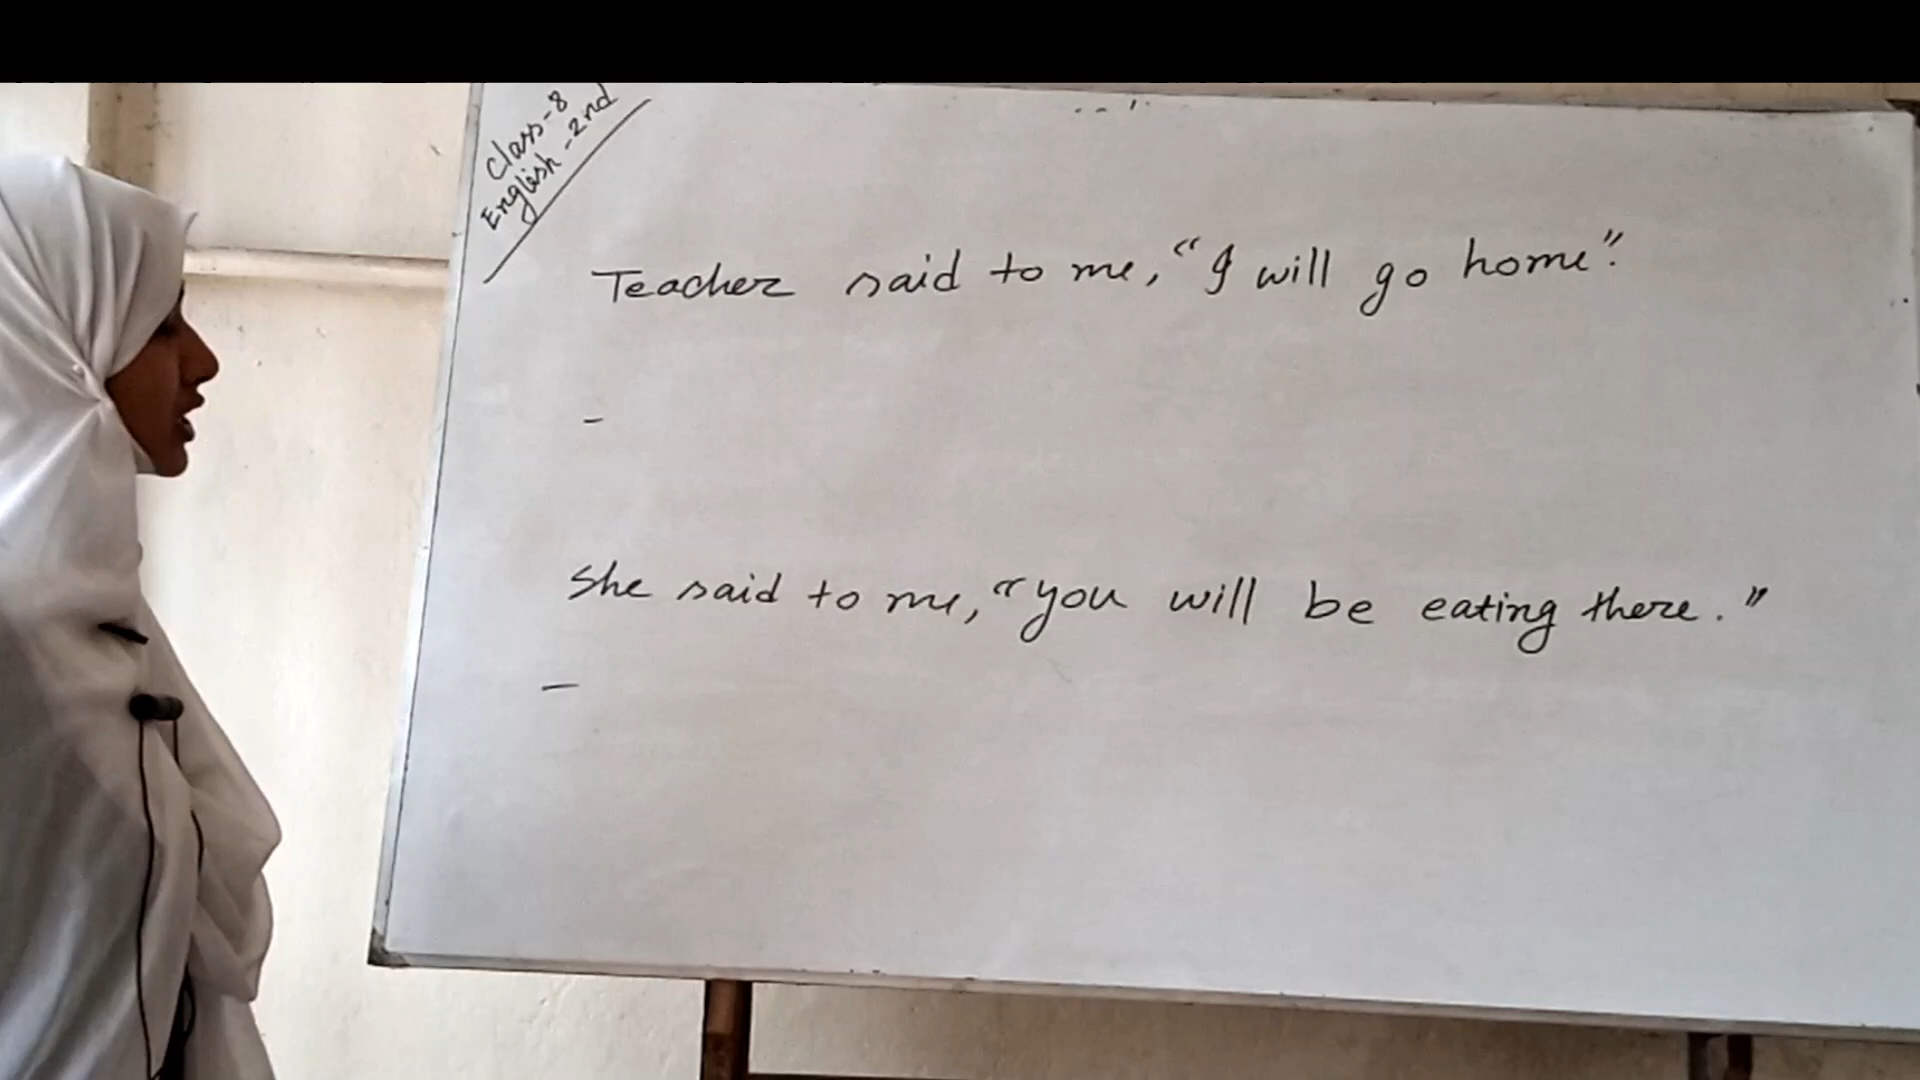 Class-8
English-2nd
Teacher said to me, "I will go home".
-
She said to me, "you will be eating there."
-